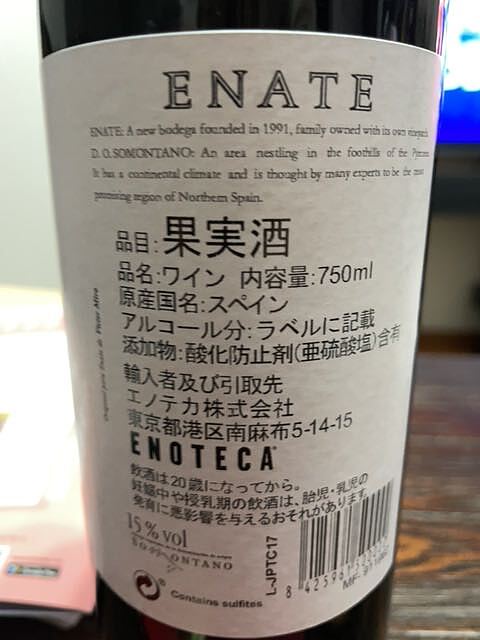 ENATE
ENATE: A new bodega founded in 1991, family owned with its own vineyards
D. O. SOMONTANO: An area nestling in the foothills of the Pyrenees.
It has a continental climate and is thought by many experts to be the most
promising region of Northern Spain.
品目:果実酒
品名:ワイン 内容量:750ml
原産国名:スペイン
アルコール分:ラベルに記載
添加物:酸化防止剤(亜硫酸塩)含有
輸入者及び引取先
エノテカ株式会社
東京都港区南麻布5-14-15
ENOTECA
飲酒は20歳になってから。
妊娠中や授乳期の飲酒は、胎児・乳児の
発育に悪影響を与えるおそれがあります。
15% vol
SOMONTANO
Contains sulfites
L-JPTC17